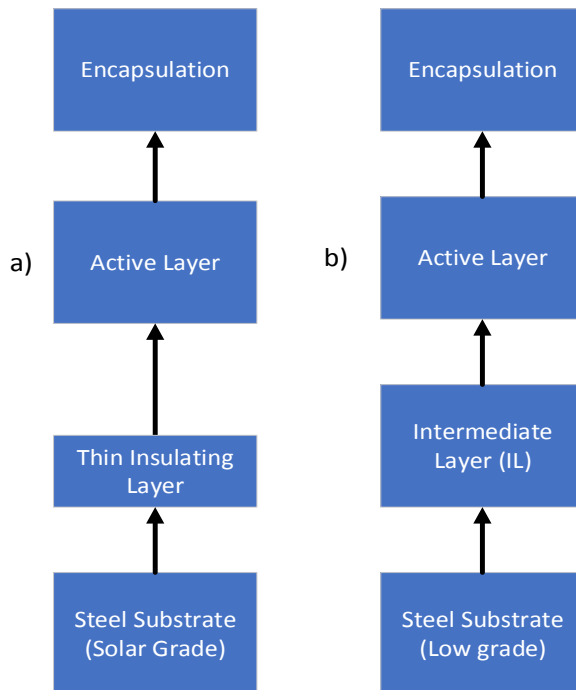 a)
Encapsulation
Active Layer
Thin Insulating
Layer
Steel Substrate
(Solar Grade)
b)
Encapsulation
Active Layer
Intermediate
Layer (IL)
Steel Substrate
(Low grade)